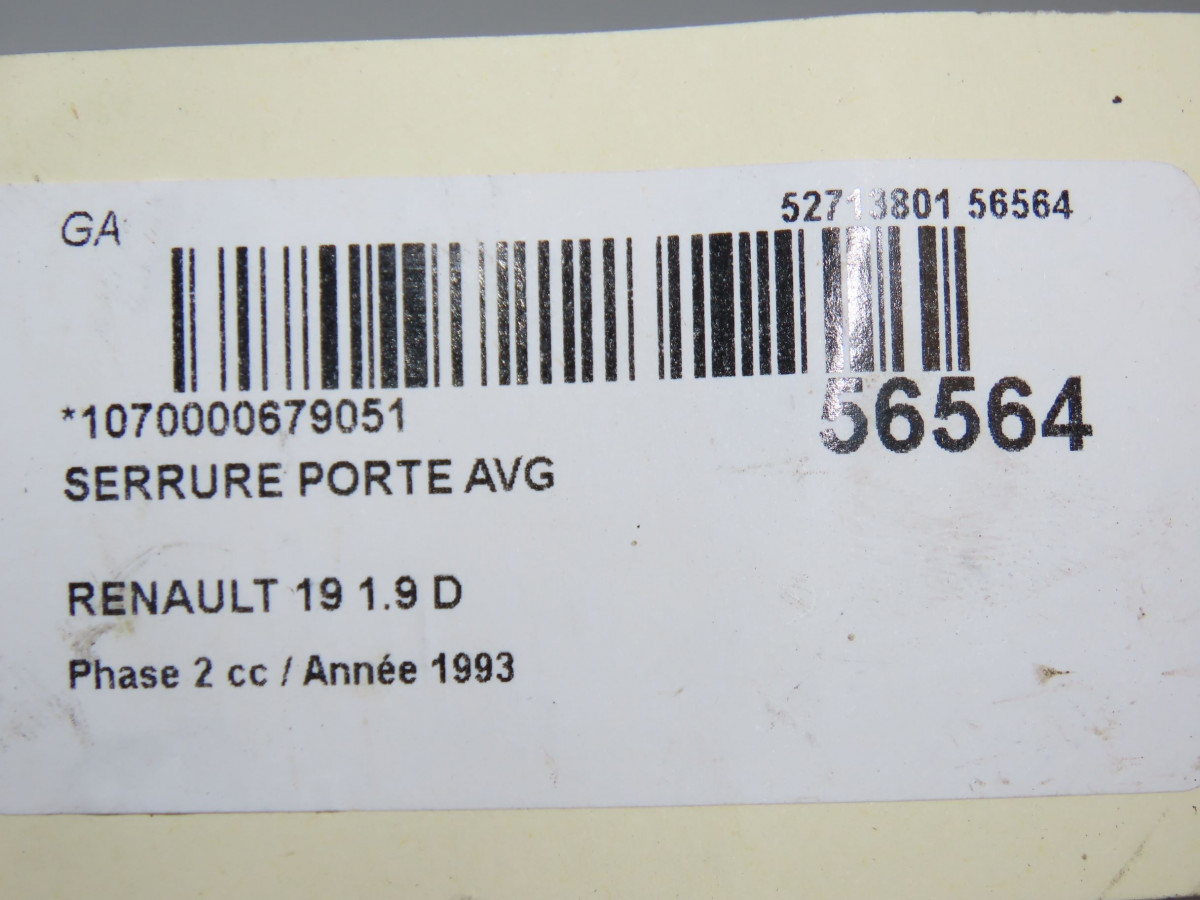 GA
52713801 56564
*1070000679051
56564
SERRURE PORTE AVG
RENAULT 19 1.9 D
Phase 2 cc / Année 1993